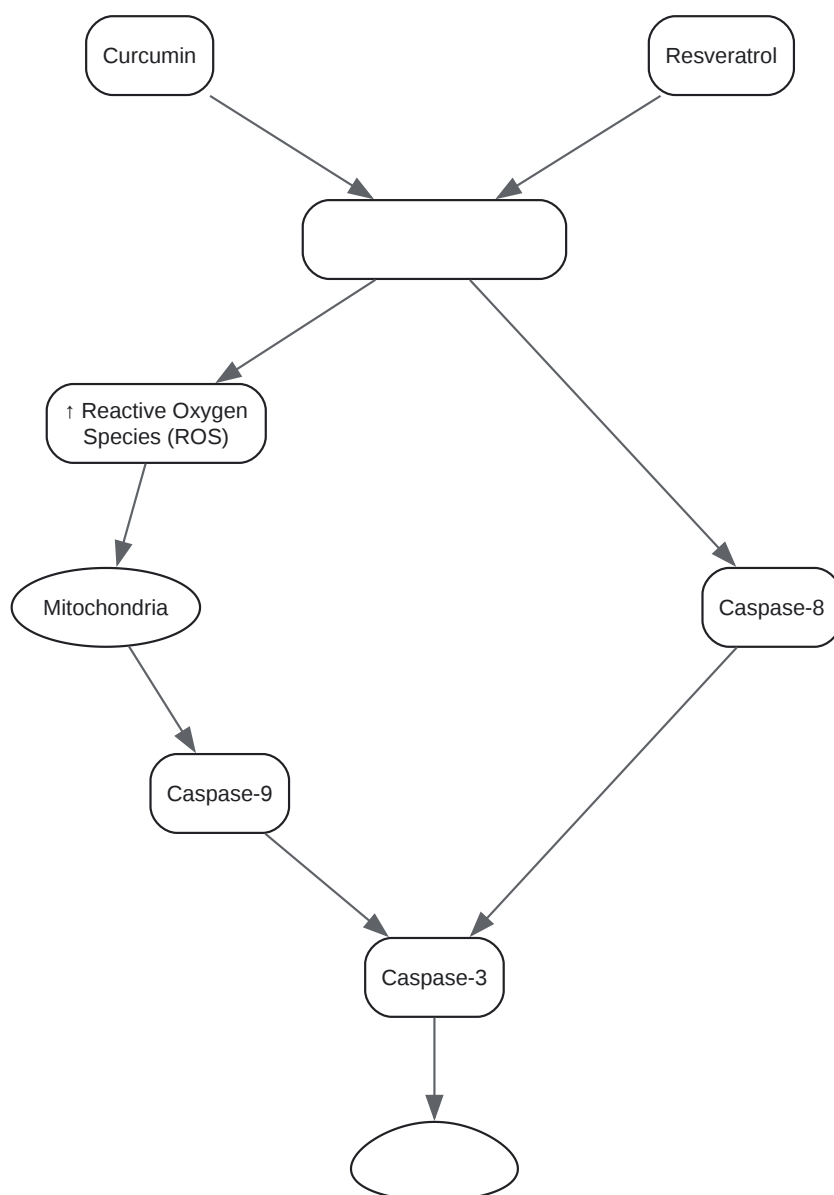 Curcumin
Resveratrol
↑ Reactive Oxygen
Species (ROS)
Mitochondria
Caspase-8
Caspase-9
Caspase-3